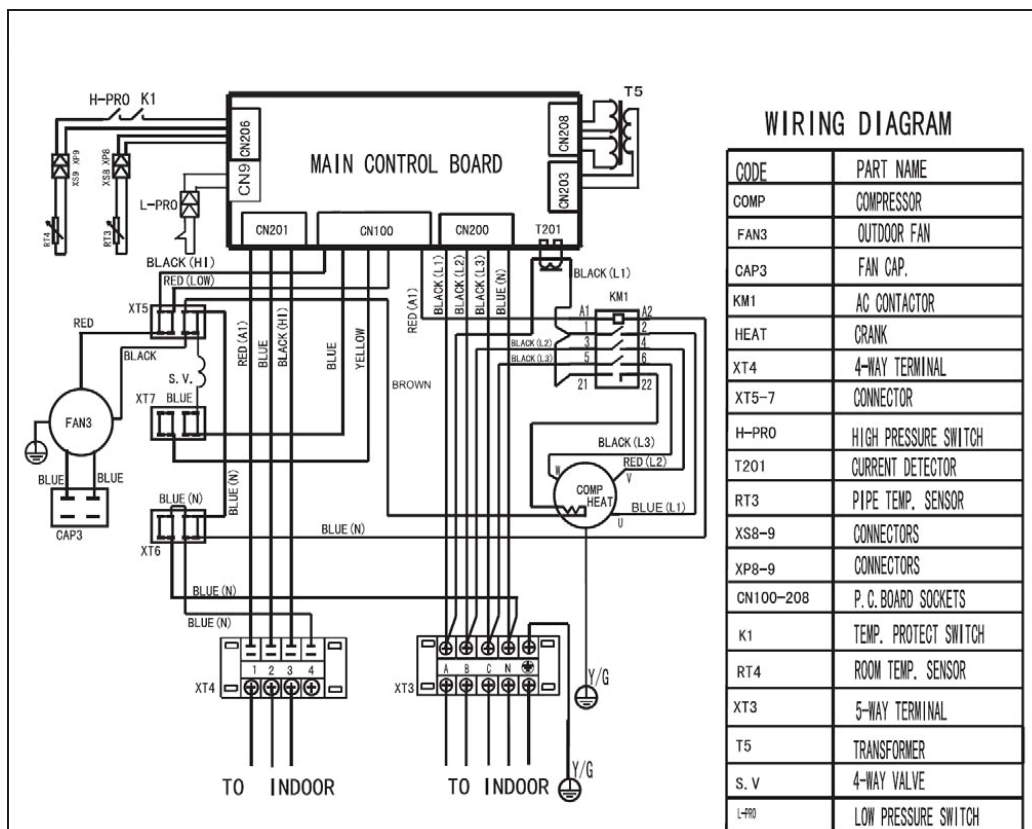 H-PRO K1
T5
CN206
CN9
MAIN CONTROL BOARD
CN208
CN203
XS9 XP9
XS8 XP8
RT4
RT3
L-PRO
CN201
CN100
CN200
T201
BLACK(HI)
RED(LOW)
BLACK(L1)
XT5
RED
BLACK
S.V.
XT7
BLUE
RED(A1)
BLUE
BLACK(HI)
BLUE
YELLOW
BROWN
RED(A1)
BLACK(L1)
BLACK(L2)
BLACK(L3)
BLUE(N)
KM1
A1
A2
1
2
BLACK(L2)
3
4
BLACK(L3)
5
6
21
22
FAN3
BLUE
BLUE
CAP3
BLUE(N)
XT6
BLUE(N)
BLUE(N)
BLACK(L3)
RED(L2)
W
V
COMP
HEAT
BLUE(L1)
U
BLUE(N)
BLUE(N)
XT4
1 2 3 4
XT3
A B C N
Y/G
Y/G
TO INDOOR
TO INDOOR
WIRING DIAGRAM
CODE PART NAME
COMP COMPRESSOR
FAN3 OUTDOOR FAN
CAP3 FAN CAP.
KM1 AC CONTACTOR
HEAT CRANK
XT4 4-WAY TERMINAL
XT5-7 CONNECTOR
H-PRO HIGH PRESSURE SWITCH
T201 CURRENT DETECTOR
RT3 PIPE TEMP. SENSOR
XS8-9 CONNECTORS
XP8-9 CONNECTORS
CN100-208 P.C.BOARD SOCKETS
K1 TEMP. PROTECT SWITCH
RT4 ROOM TEMP. SENSOR
XT3 5-WAY TERMINAL
T5 TRANSFORMER
S.V 4-WAY VALVE
L-PRO LOW PRESSURE SWITCH